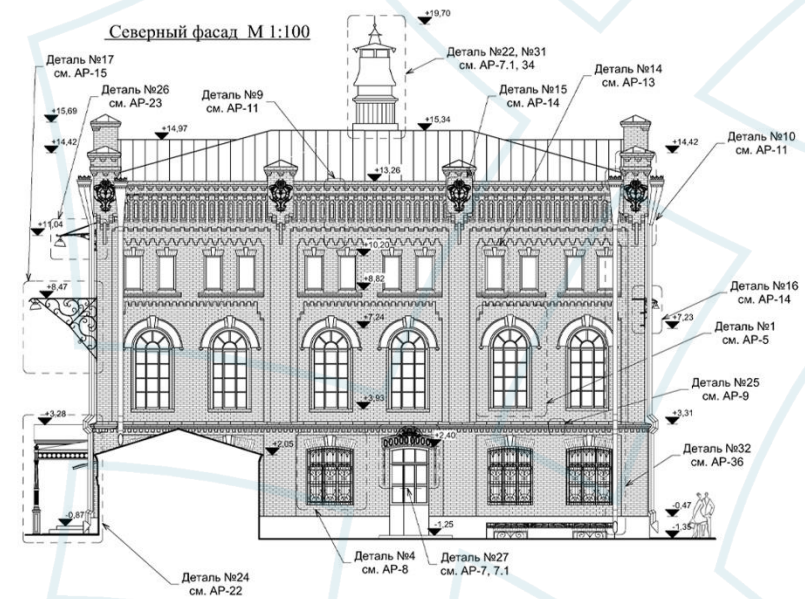 +19,70
Северный фасад М 1:100
Деталь №17
см. АР-15
Деталь №26
см. АР-23
Деталь №9
см. АР-11
Деталь №22, №31
см. АР-7.1, 34
Деталь №15
см. АР-14
Деталь №14
см. АР-13
+15,69
+14,42
+14,97
+15,34
+14,42
Деталь №10
см. АР-11
+13,26
+11,04
+10,20
+8,82
+8,47
+7,24
Деталь №16
см. АР-14
+7,23
Деталь №1
см. АР-5
Деталь №25
см. АР-9
+3,93
+3,28
+3,31
+2,05
+2,40
Деталь №32
см. АР-36
-0,87
-0,47
-1,25
-1,35
Деталь №4
см. АР-8
Деталь №27
см. АР-7, 7.1
Деталь №24
см. АР-22